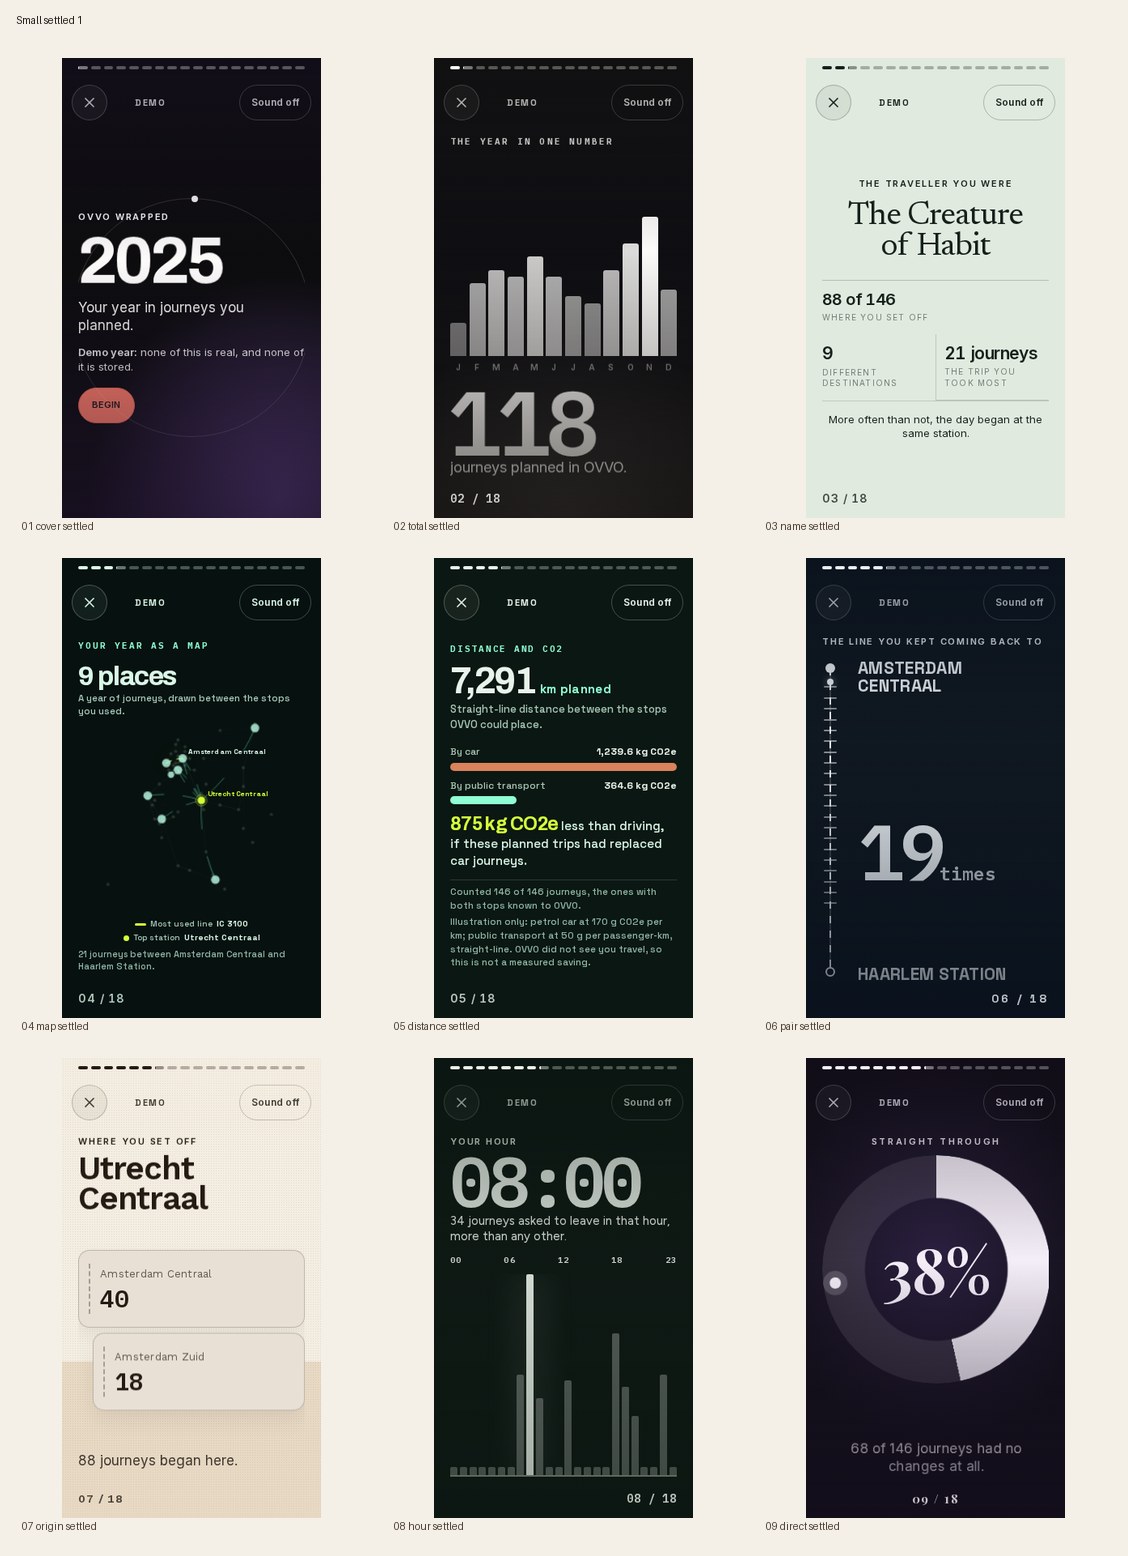 Small settled 1
DEMO
Sound off
OVVO WRAPPED
2025
Your year in journeys you
planned.
Demo year: none of this is real, and none of
it is stored.
BEGIN
01 cover settled
DEMO
Sound off
THE YEAR IN ONE NUMBER
J F M A M J J A S O N D
118
journeys planned in OVVO.
02 / 18
02 total settled
DEMO
Sound off
THE TRAVELLER YOU WERE
The Creature
of Habit
88 of 146
WHERE YOU SET OFF
9
DIFFERENT
DESTINATIONS
21 journeys
THE TRIP YOU
TOOK MOST
More often than not, the day began at the
same station.
03 / 18
03 name settled
DEMO
Sound off
YOUR YEAR AS A MAP
9 places
A year of journeys, drawn between the stops
you used.
Amsterdam Centraal
Utrecht Centraal
Most used line IC 3100
Top station Utrecht Centraal
21 journeys between Amsterdam Centraal and
Haarlem Station.
04 / 18
04 map settled
DEMO
Sound off
DISTANCE AND CO2
7,291 km planned
Straight-line distance between the stops
OVVO could place.
By car 1,239.6 kg CO2e
By public transport 364.6 kg CO2e
875 kg CO2e less than driving,
if these planned trips had replaced
car journeys.
Counted 146 of 146 journeys, the ones with
both stops known to OVVO.
Illustration only: petrol car at 170 g CO2e per
km; public transport at 50 g per passenger-km,
straight-line. OVVO did not see you travel, so
this is not a measured saving.
05 / 18
05 distance settled
DEMO
Sound off
THE LINE YOU KEPT COMING BACK TO
AMSTERDAM
CENTRAAL
19 times
HAARLEM STATION
06 / 18
06 pair settled
DEMO
Sound off
WHERE YOU SET OFF
Utrecht
Centraal
Amsterdam Centraal
40
Amsterdam Zuid
18
88 journeys began here.
07 / 18
07 origin settled
DEMO
Sound off
YOUR HOUR
08:00
34 journeys asked to leave in that hour,
more than any other.
00 06 12 18 23
08 / 18
08 hour settled
DEMO
Sound off
STRAIGHT THROUGH
38%
68 of 146 journeys had no
changes at all.
09 / 18
09 direct settled